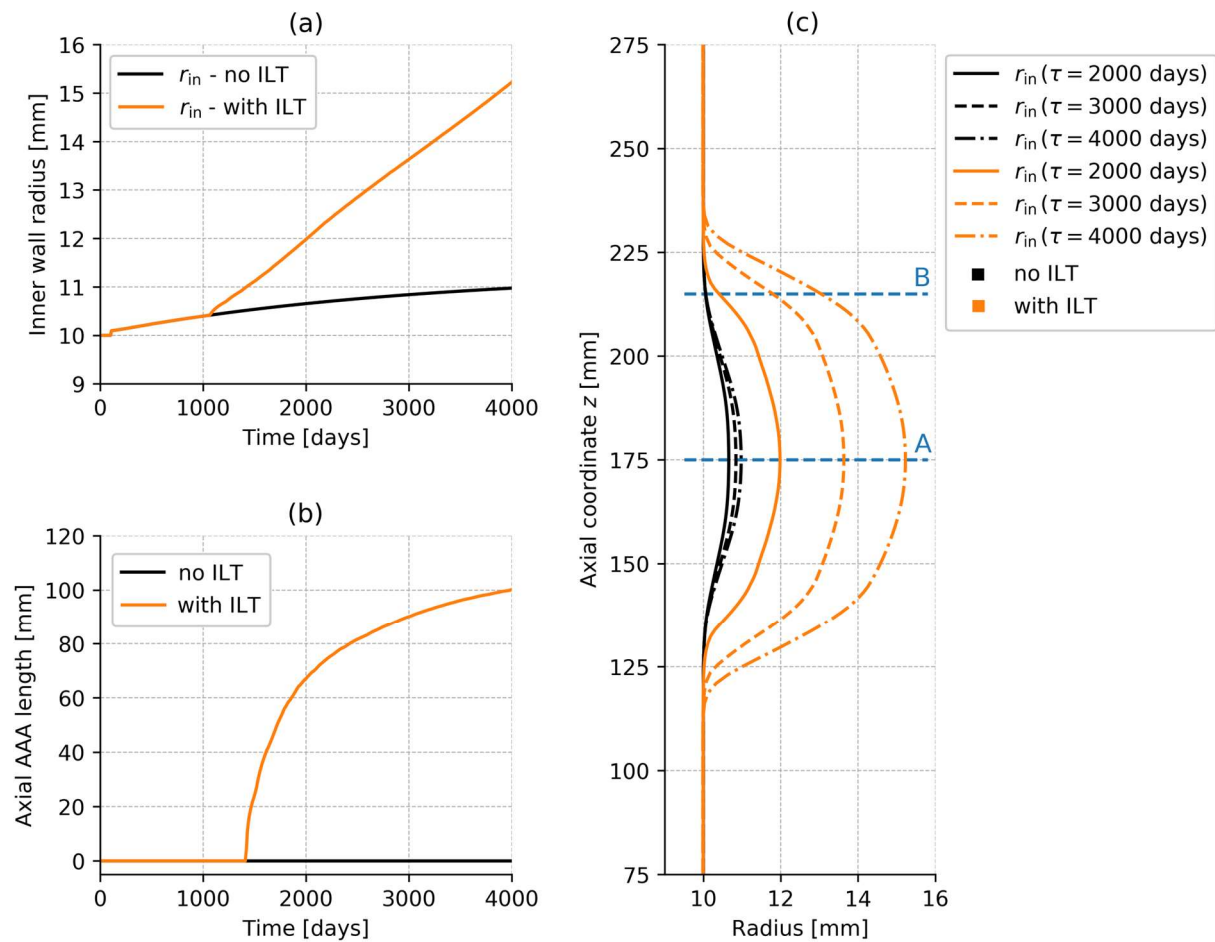 (a)
16
15
14
13
12
11
10
9
Inner wall radius [mm]
r_in - no ILT
r_in - with ILT
0 1000 2000 3000 4000
Time [days]
(b)
120
100
80
60
40
20
0
Axial AAA length [mm]
no ILT
with ILT
0 1000 2000 3000 4000
Time [days]
(c)
275
250
225
200
175
150
125
100
75
Axial coordinate z [mm]
B
A
10 12 14 16
Radius [mm]
r_in (τ = 2000 days)
r_in (τ = 3000 days)
r_in (τ = 4000 days)
r_in (τ = 2000 days)
r_in (τ = 3000 days)
r_in (τ = 4000 days)
no ILT
with ILT